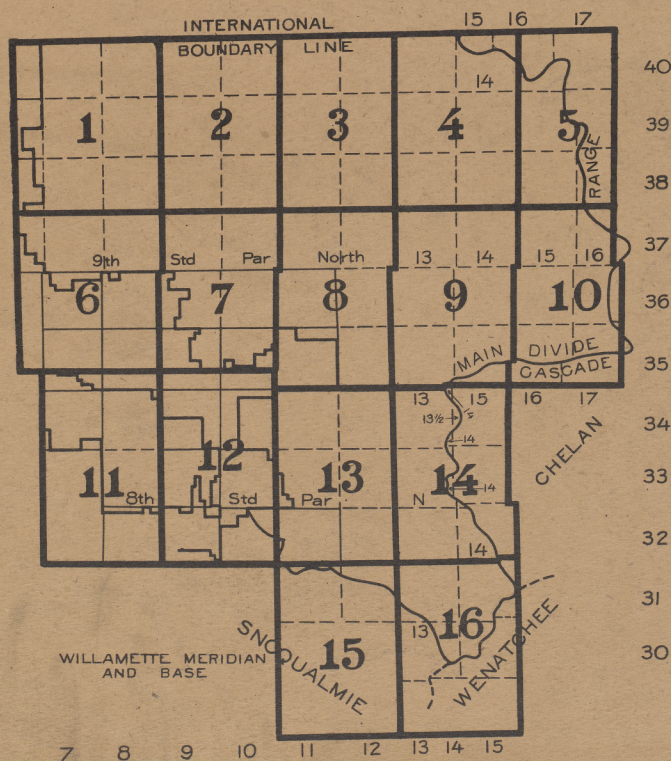 INTERNATIONAL
BOUNDARY LINE
15 16 17
14
40
1 2 3 4 5
39
RANGE
38
37
9th Std Par North 13 14 15 16
6 7 8 9 10
36
MAIN DIVIDE
35
CASCADE
13 15 16 17
13½ 15
34
14
CHELAN
11 12 13 14
33
14
8th Std Par N
14
32
31
13 16
SNOQUALMIE
15
WENATCHEE
30
WILLAMETTE MERIDIAN
AND BASE
7 8 9 10 11 12 13 14 15